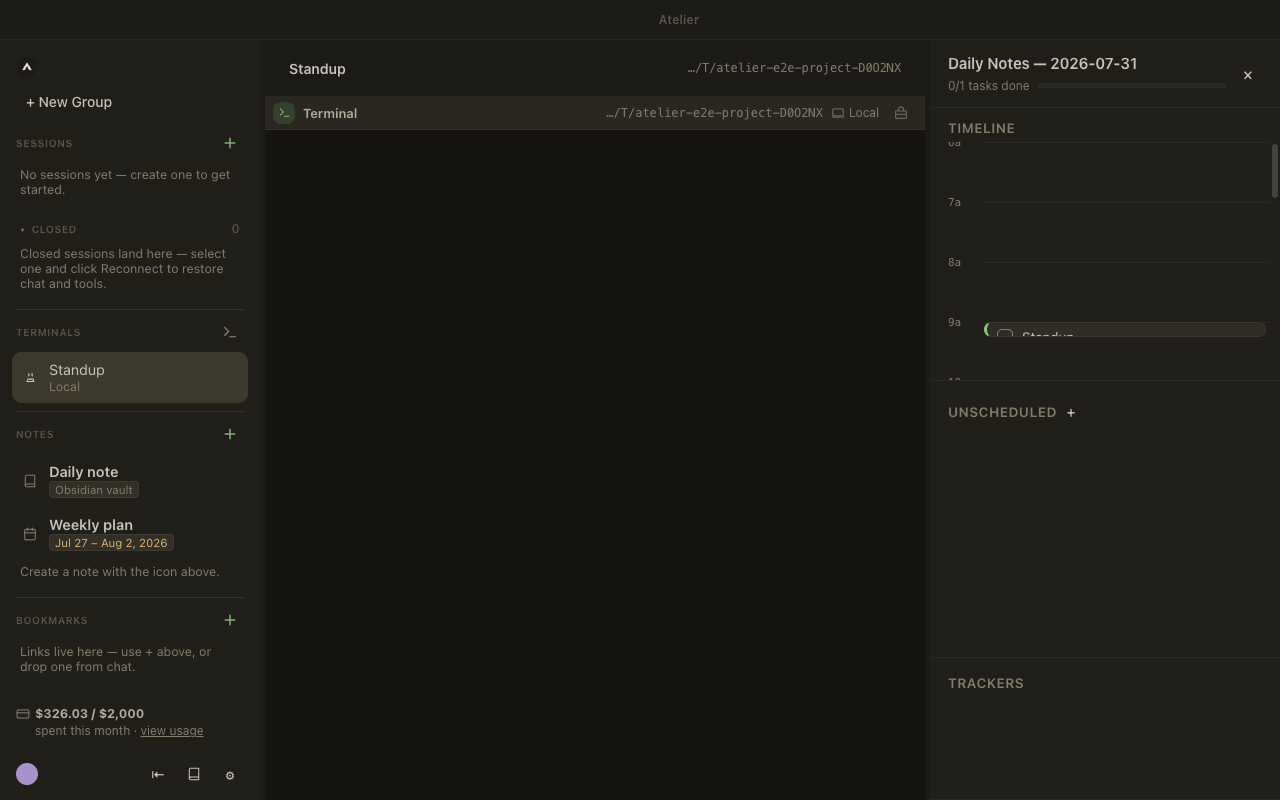 Atelier
+ New Group
SESSIONS
No sessions yet — create one to get
started.
CLOSED
0
Closed sessions land here — select
one and click Reconnect to restore
chat and tools.
TERMINALS
Standup
Local
NOTES
Daily note
Obsidian vault
Weekly plan
Jul 27 – Aug 2, 2026
Create a note with the icon above.
BOOKMARKS
Links live here — use + above, or
drop one from chat.
$326.03 / $2,000
spent this month · view usage
Standup
…/T/atelier-e2e-project-D0O2NX
Terminal
…/T/atelier-e2e-project-D0O2NX
Local
Daily Notes — 2026-07-31
0/1 tasks done
TIMELINE
6a
7a
8a
9a
Standup
UNSCHEDULED +
TRACKERS